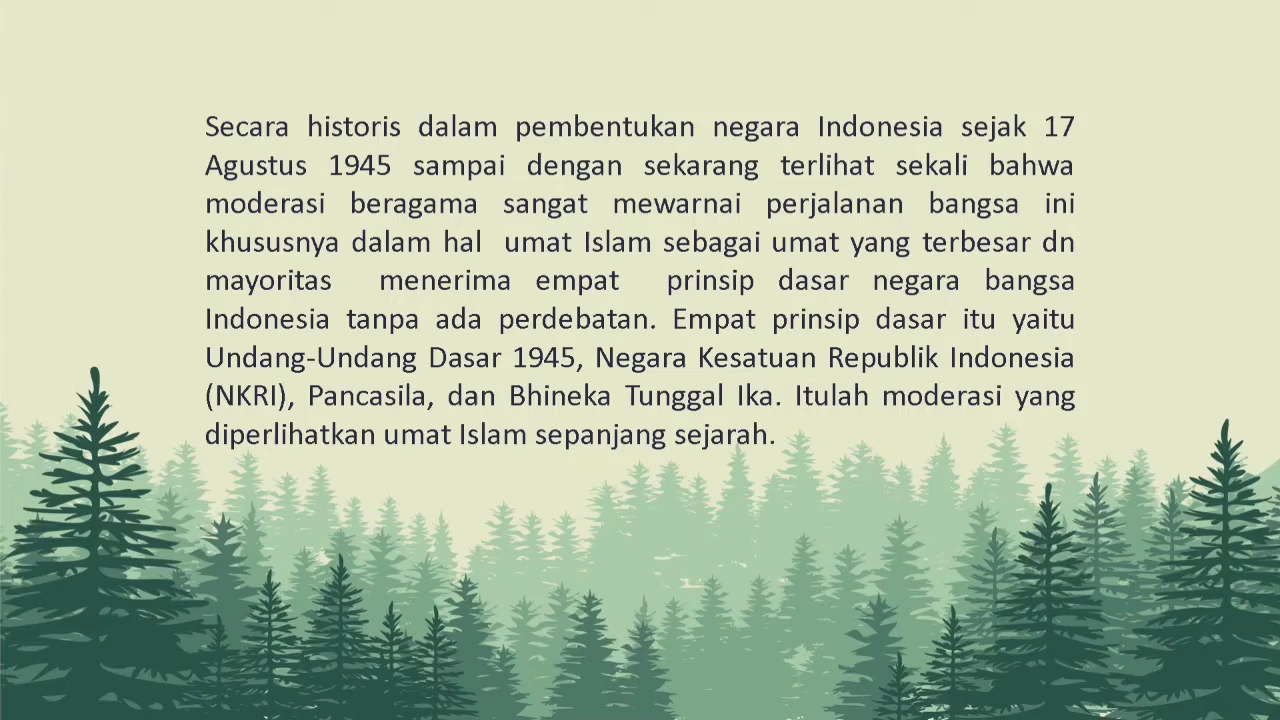 Secara historis dalam pembentukan negara Indonesia sejak 17
Agustus 1945 sampai dengan sekarang terlihat sekali bahwa
moderasi beragama sangat mewarnai perjalanan bangsa ini
khususnya dalam hal umat Islam sebagai umat yang terbesar dn
mayoritas menerima empat prinsip dasar negara bangsa
Indonesia tanpa ada perdebatan. Empat prinsip dasar itu yaitu
Undang-Undang Dasar 1945, Negara Kesatuan Republik Indonesia
(NKRI), Pancasila, dan Bhineka Tunggal Ika. Itulah moderasi yang
diperlihatkan umat Islam sepanjang sejarah.